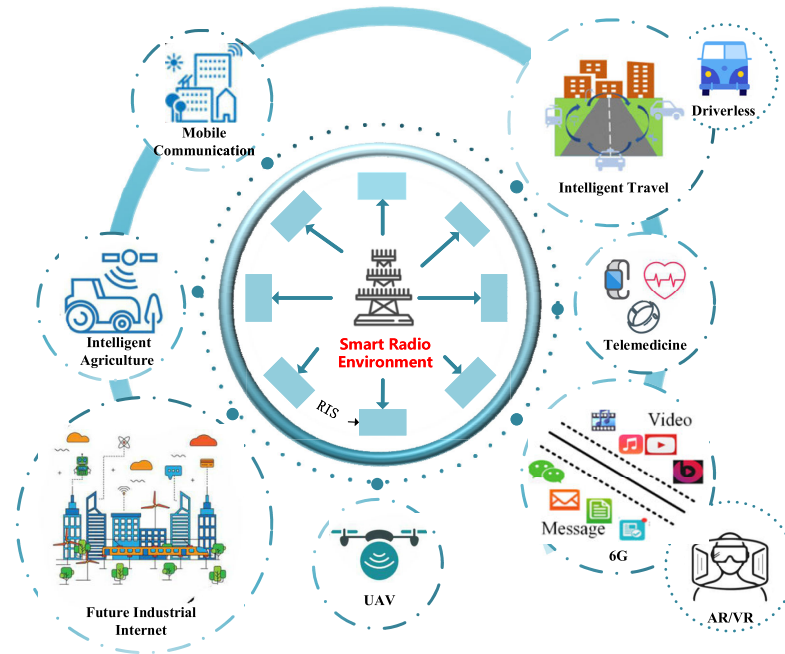 Mobile
Communication
Driverless
Intelligent Travel
Intelligent
Agriculture
Smart Radio
Environment
Telemedicine
RIS
Video
Message
6G
Future Industrial
Internet
UAV
AR/VR